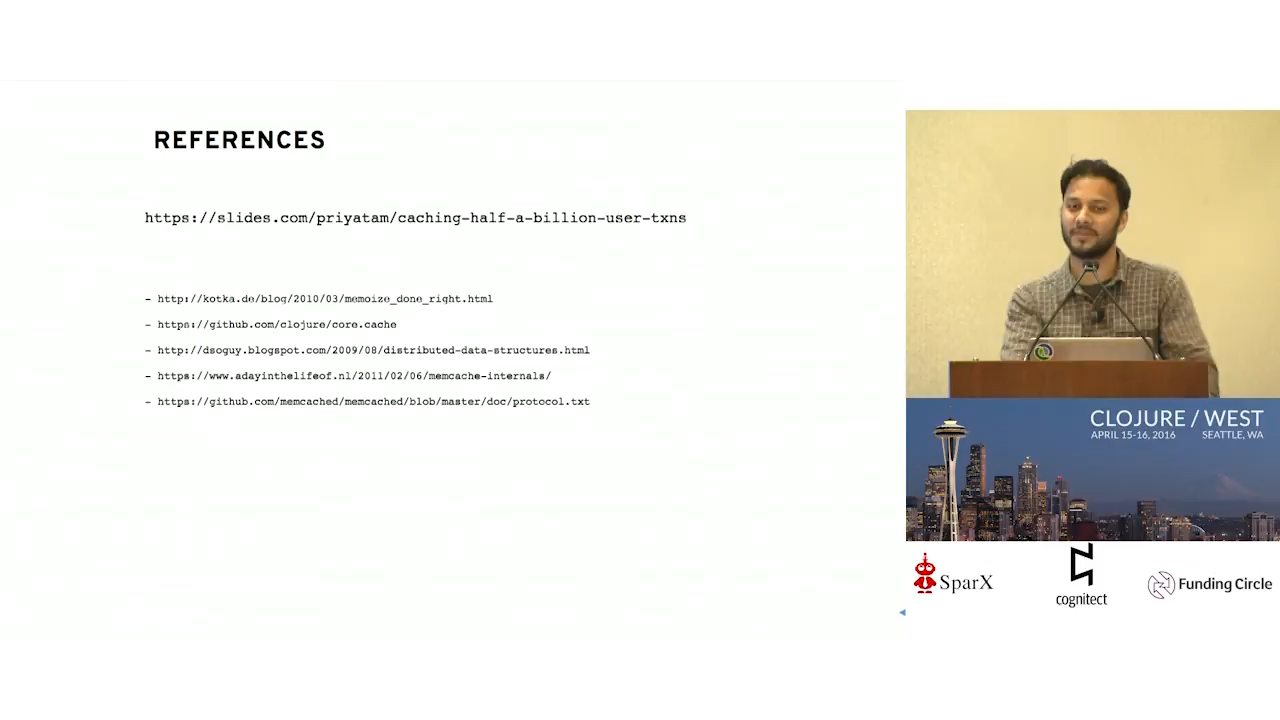 REFERENCES
https://slides.com/priyatam/caching-half-a-billion-user-txns
- http://kotka.de/blog/2010/03/memoize_done_right.html
- https://github.com/clojure/core.cache
- http://dsoguy.blogspot.com/2009/08/distributed-data-structures.html
- https://www.adayinthelifeof.nl/2011/02/06/memcache-internals/
- https://github.com/memcached/memcached/blob/master/doc/protocol.txt
CLOJURE / WEST
APRIL 15-16, 2016 SEATTLE, WA
SparX
cognitect
Funding Circle